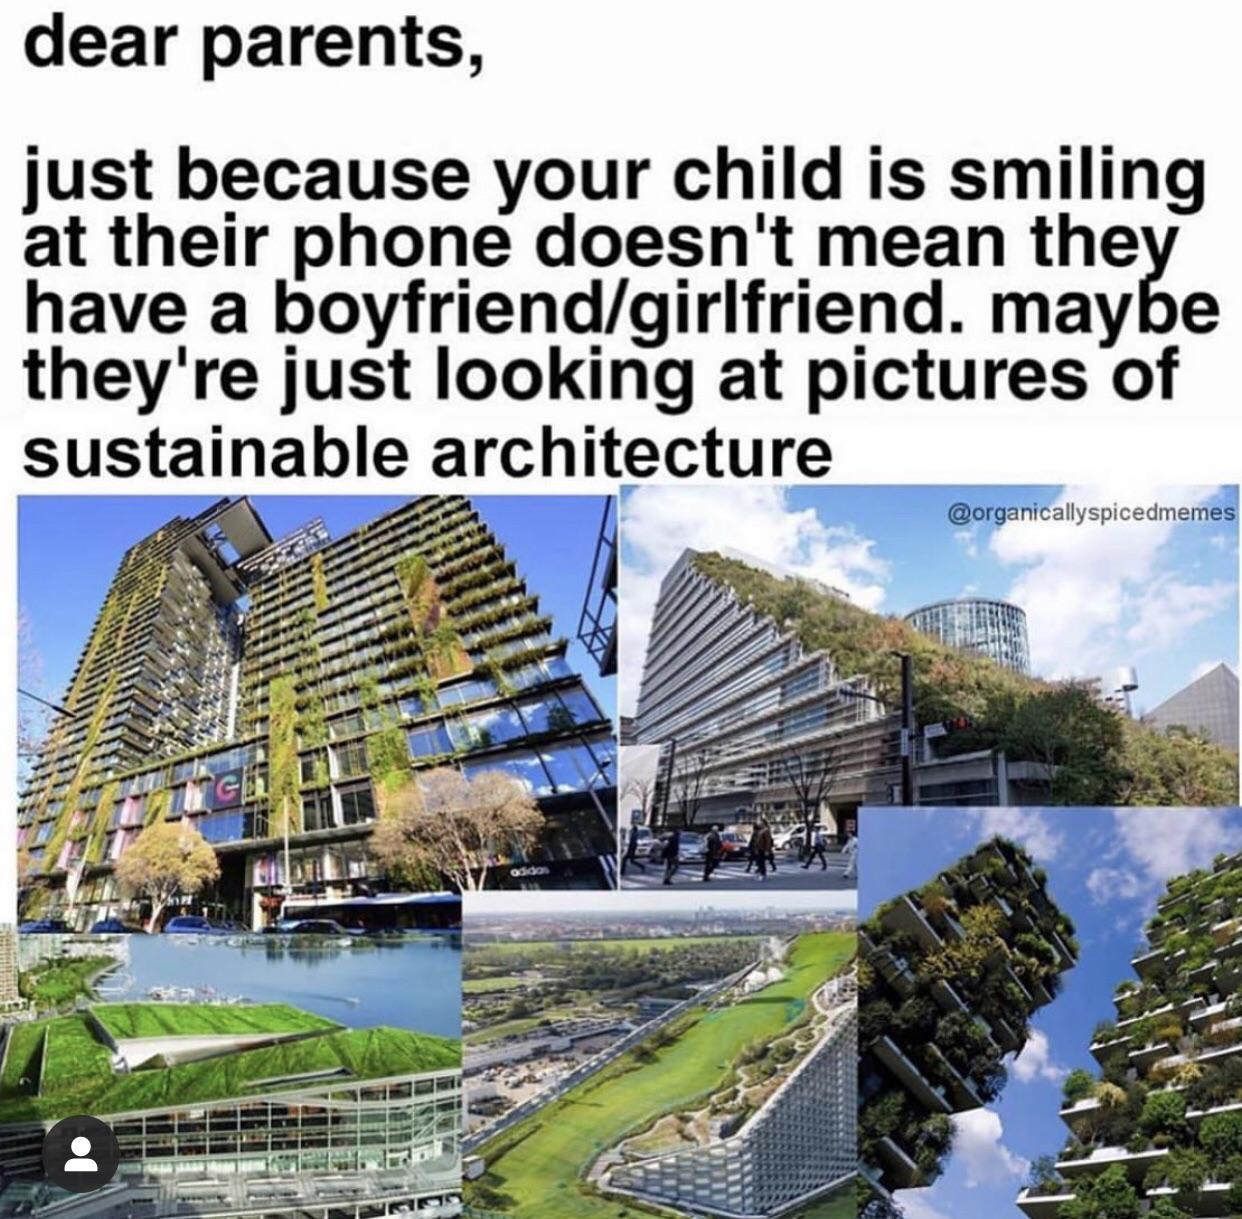 dear parents,
just because your child is smiling
at their phone doesn't mean they
have a boyfriend/girlfriend. maybe
they're just looking at pictures of
sustainable architecture
@organicallyspicedmemes
adidas